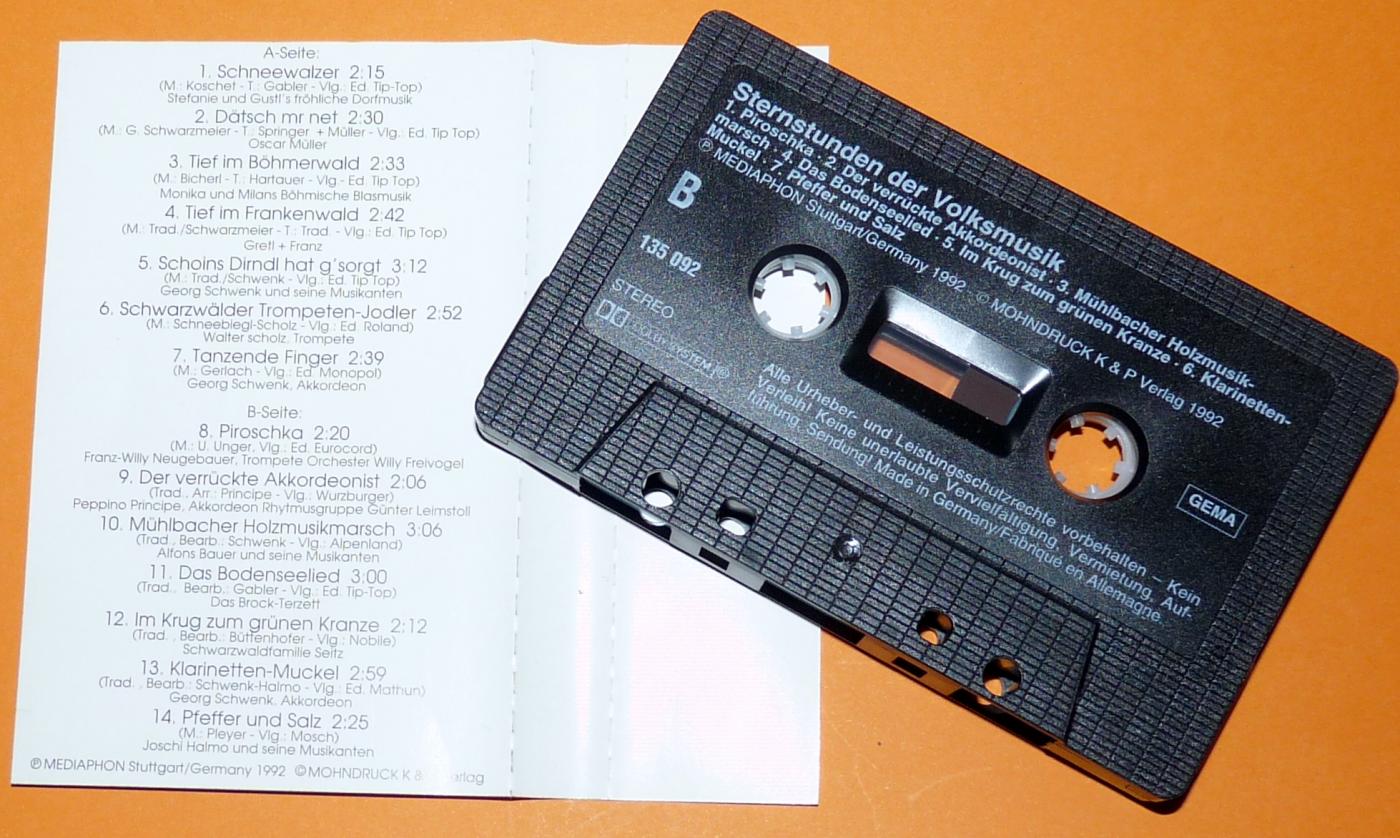 A-Seite:
1. Schneewalzer 2:15
(M.: Koschet - T.: Gabler - Vlg.: Ed. Tip-Top)
Stefanie und Gustl's fröhliche Dorfmusik
2. Dätsch mr net 2:30
(M.: G. Schwarzmeier - T.: Springer + Müller - Vlg.: Ed. Tip Top)
Oscar Müller
3. Tief im Böhmerwald 2:33
(M.: Bicherl - T.: Hartauer - Vlg.- Ed. Tip Top)
Monika und Milans Böhmische Blasmusik
4. Tief im Frankenwald 2:42
(M.: Trad./Schwarzmeier - T.: Trad. - Vlg.: Ed. Tip Top)
Gretl + Franz
5. Schoins Dirndl hat g'sorgt 3:12
(M.: Trad./Schwenk - Vlg.: Ed. Tip Top)
Georg Schwenk und seine Musikanten
6. Schwarzwälder Trompeten-Jodler 2:52
(M.: Schneebiegl-Scholz - Vlg.: Ed. Roland)
Walter scholz, Trompete
7. Tanzende Finger 2:39
(M.: Gerlach - Vlg.: Ed. Monopol)
Georg Schwenk, Akkordeon
B-Seite:
8. Piroschka 2:20
(M.: U. Unger, Vlg.: Ed. Eurocord)
Franz-Willy Neugebauer, Trompete Orchester Willy Freivogel
9. Der verrückte Akkordeonist 2:06
(Trad., Arr.: Principe - Vlg.: Wurzburger)
Peppino Principe, Akkordeon Rhytmusgruppe Günter Leimstoll
10. Mühlbacher Holzmusikmarsch 3:06
(Trad., Bearb.: Schwenk - Vlg.: Alpenland)
Alfons Bauer und seine Musikanten
11. Das Bodenseelied 3:00
(Trad., Bearb.: Gabler - Vlg.: Ed. Tip-Top)
Das Brock-Terzett
12. Im Krug zum grünen Kranze 2:12
(Trad., Bearb.: Büttenhofer - Vlg.: Nobile)
Schwarzwaldfamilie Seitz
13. Klarinetten-Muckel 2:59
(Trad., Bearb.: Schwenk-Halmo - Vlg.: Ed. Mathun)
Georg Schwenk, Akkordeon
14. Pfeffer und Salz 2:25
(M.: Pleyer - Vlg.: Mosch)
Joschi Halmo und seine Musikanten
℗ MEDIAPHON Stuttgart/Germany 1992 © MOHNDRUCK K &
Sternstunden der Volksmusik
1. Piroschka · 2. Der verrückte Akkordeonist · 3. Mühlbacher Holzmusik-
marsch · 4. Das Bodenseelied · 5. Im Krug zum grünen Kranze · 6. Klarinetten-
Muckel · 7. Pfeffer und Salz
℗ MEDIAPHON Stuttgart/Germany 1992 © MOHNDRUCK K & P Verlag 1992
B
135 092
STEREO
DOLBY SYSTEM ®
GEMA
Alle Urheber- und Leistungsschutzrechte vorbehalten – Kein
Verleih! Keine unerlaubte Vervielfältigung, Vermietung, Auf-
führung, Sendung! Made in Germany/Fabriqué en Allemagne.